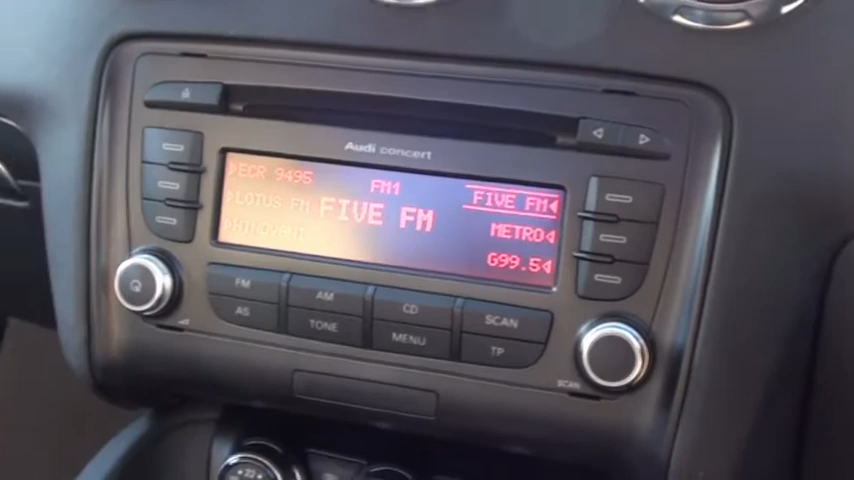 Audi concert
ECR 9495
FM1
FIVE FM
LOTUS FM
FIVE FM
METRO
G99.5
FM
AM
CD
SCAN
AS
TONE
MENU
TP
SCAN